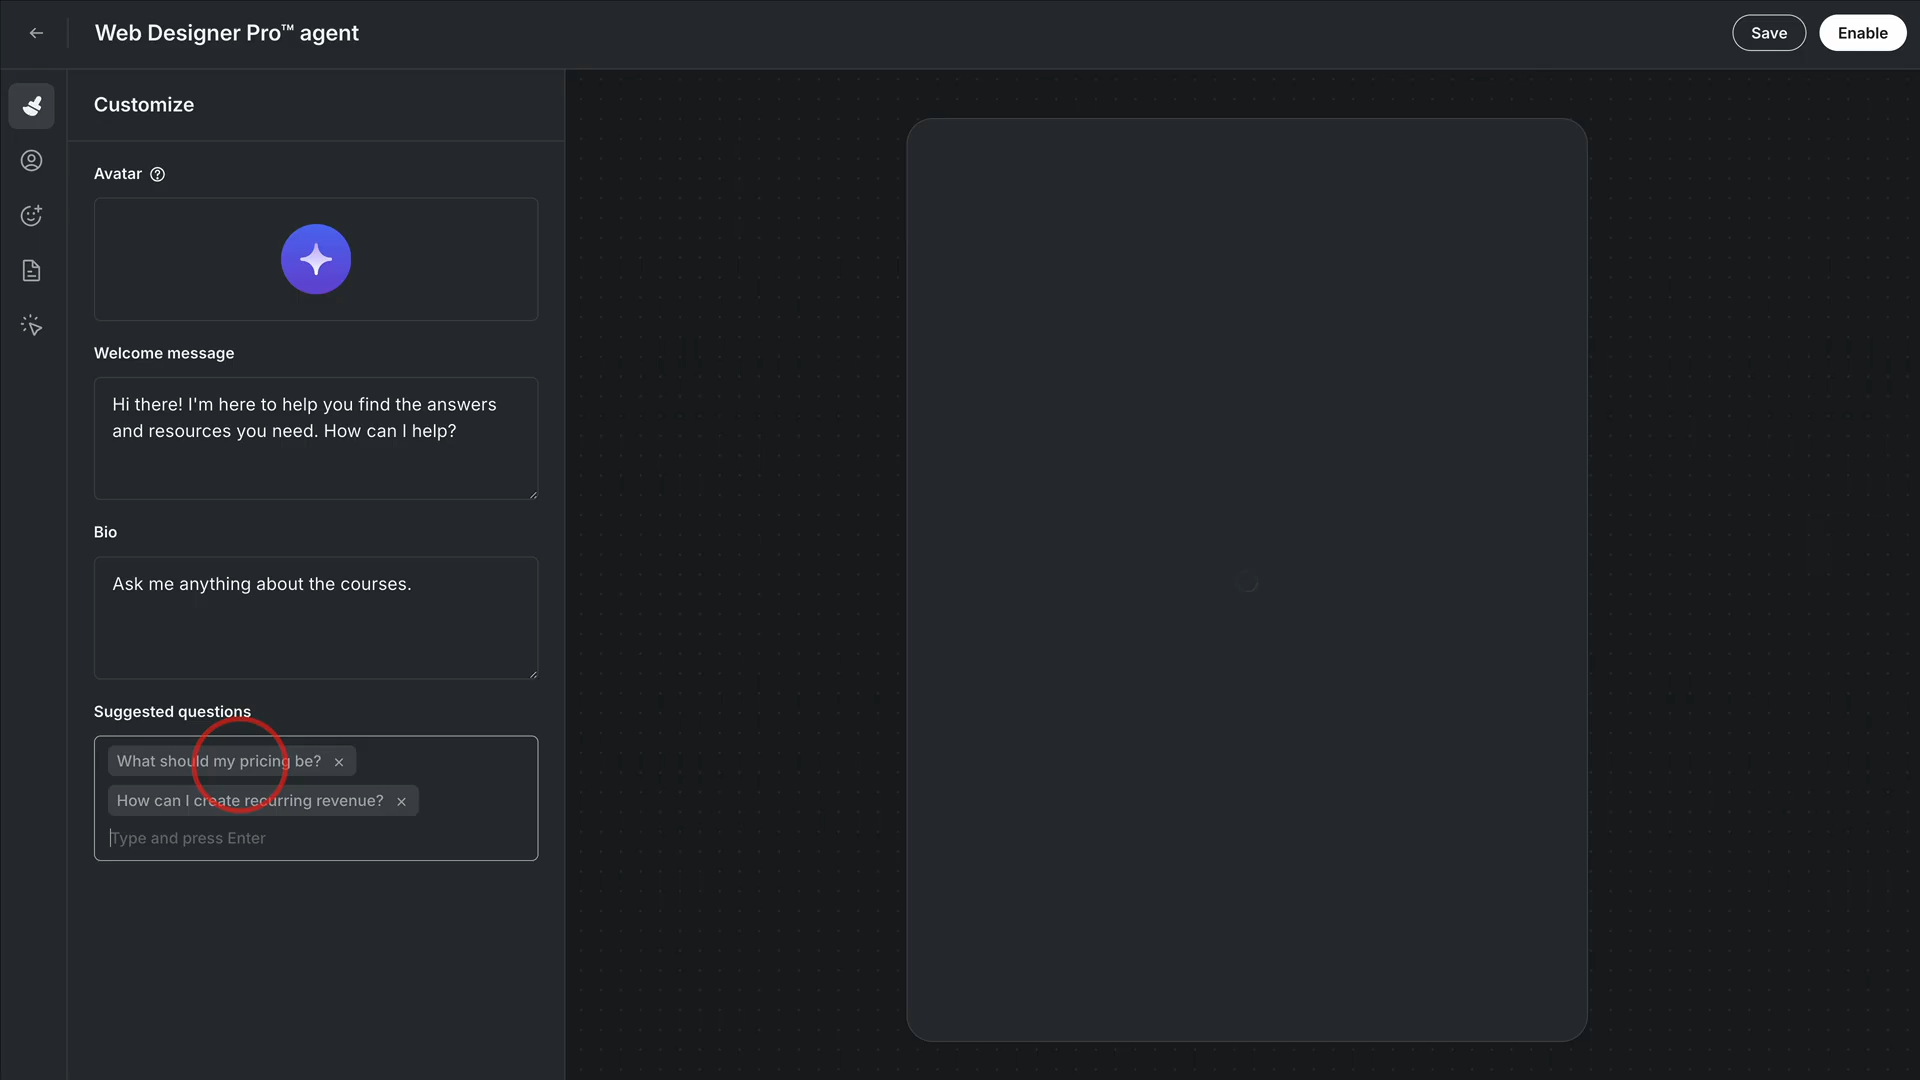 Web Designer Pro™ agent
Save
Enable
Customize
Avatar
Welcome message
Hi there! I'm here to help you find the answers
and resources you need. How can I help?
Bio
Ask me anything about the courses.
Suggested questions
What should my pricing be?
How can I create recurring revenue?
Type and press Enter